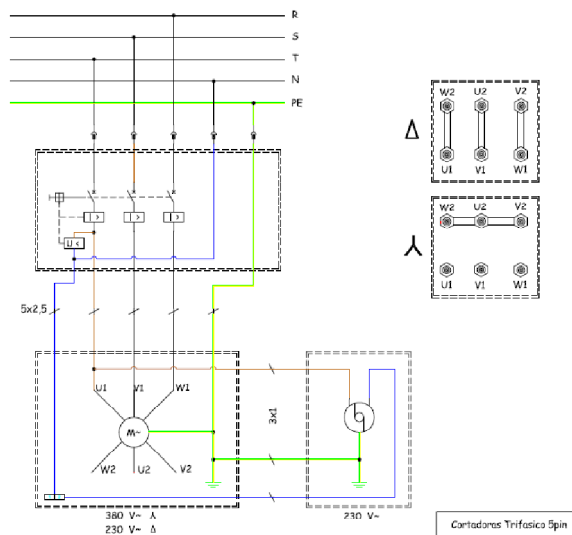 R
S
T
N
PE
W2 U2 V2
Δ
U1 V1 W1
W2 U2 V2
U1 V1 W1
U <
5x2,5
U1 V1 W1
M~
W2 U2 V2
3x1
380 V~ ⅄
230 V~ Δ
230 V~
Cortadoras Trifasico 5pin